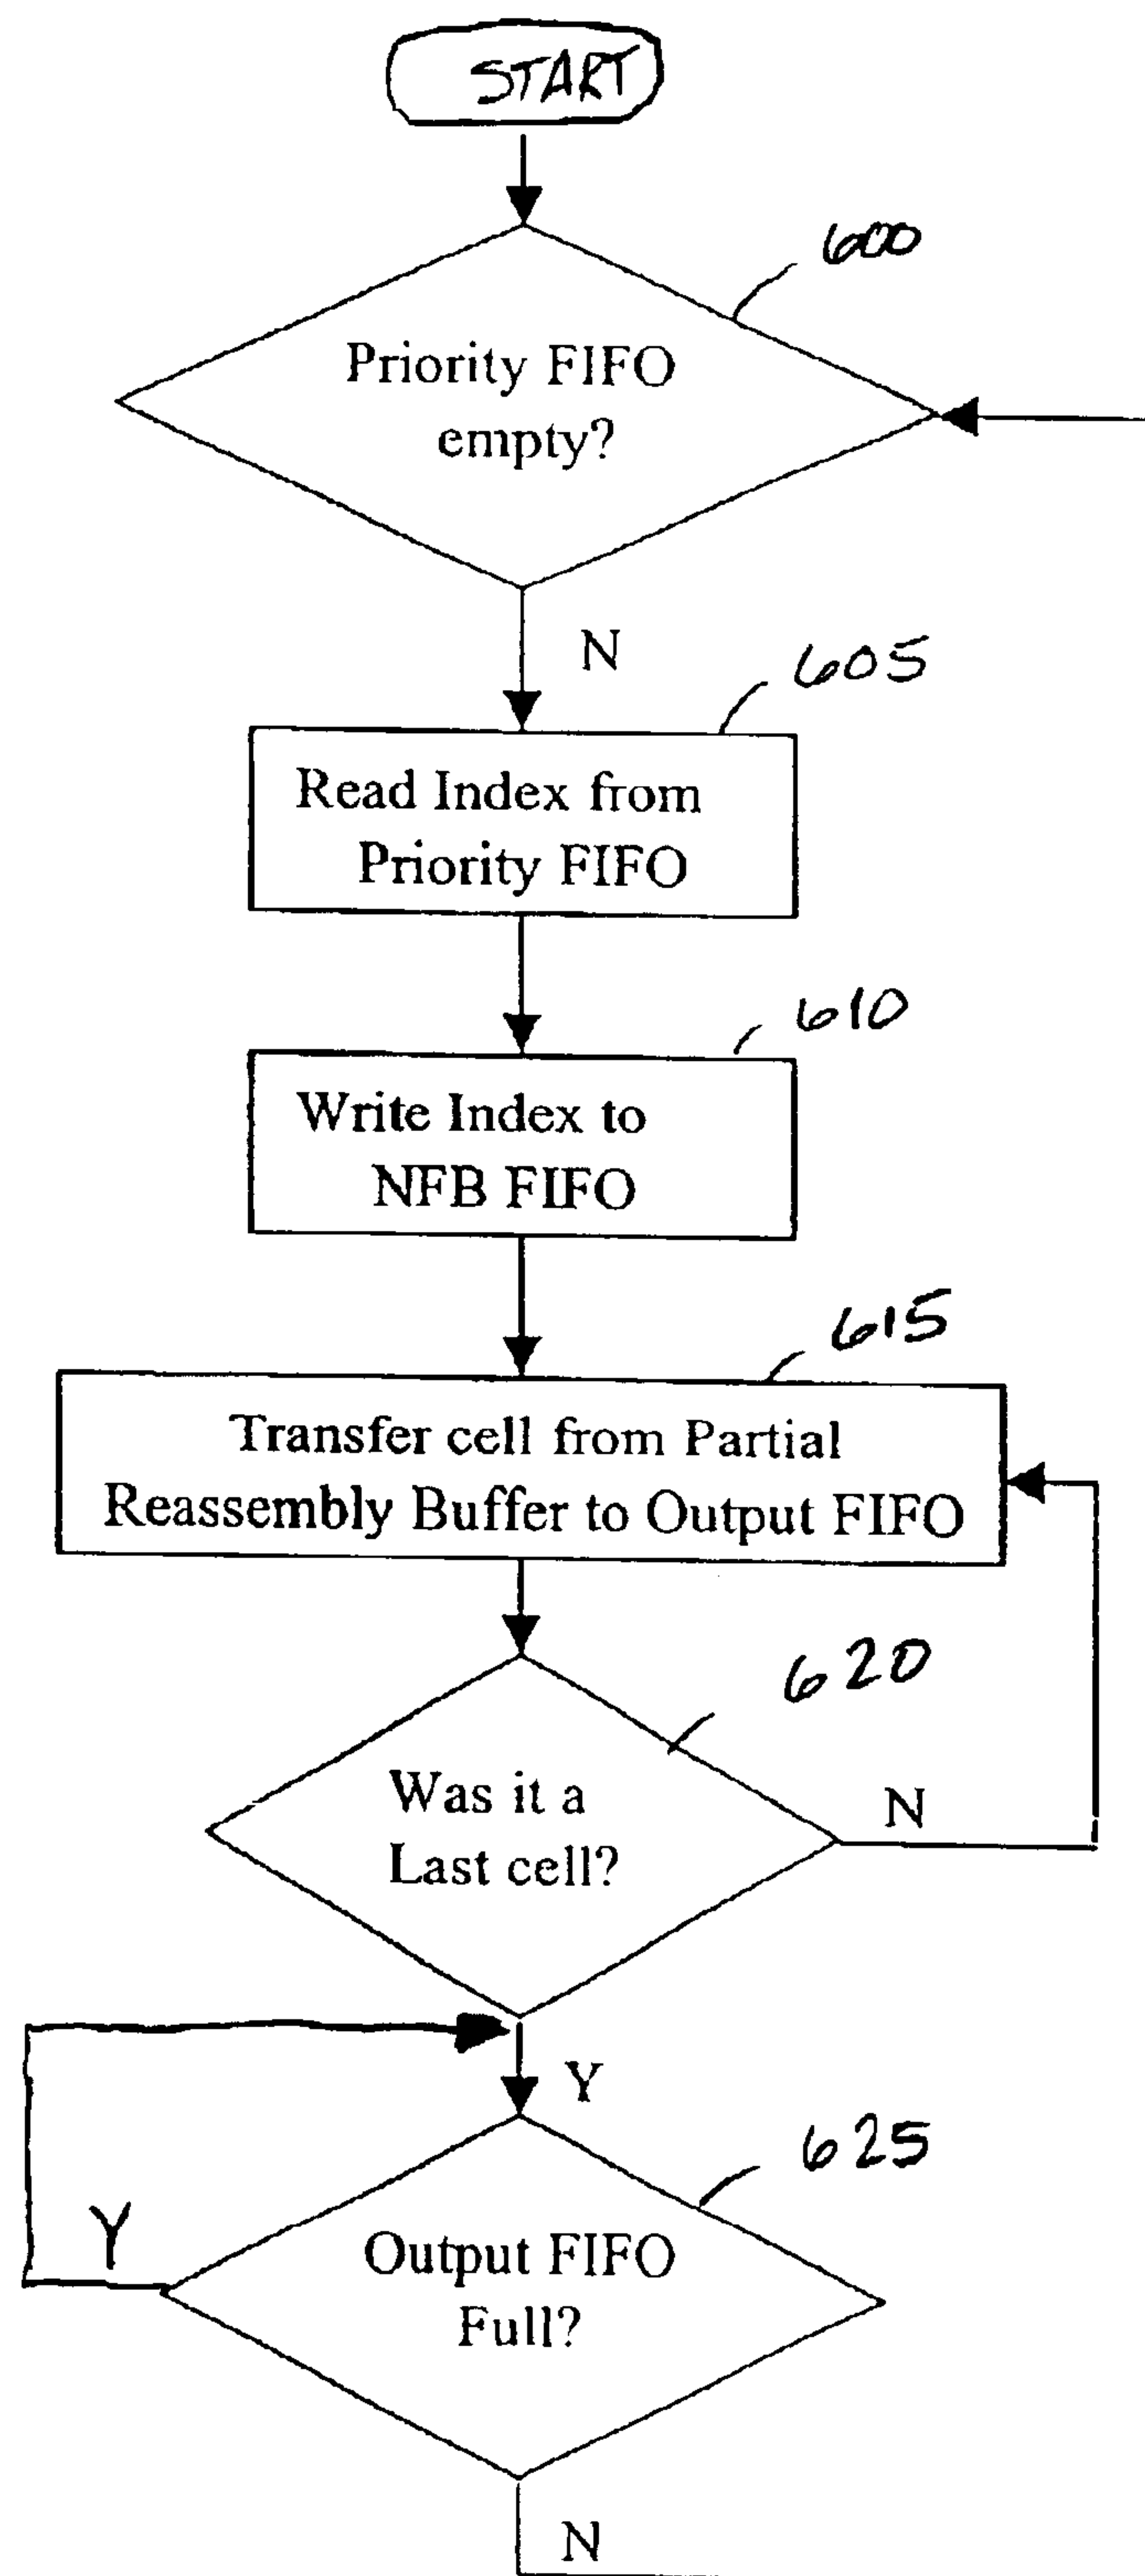 START
600
Priority FIFO
empty?
N
605
Read Index from
Priority FIFO
610
Write Index to
NFB FIFO
615
Transfer cell from Partial
Reassembly Buffer to Output FIFO
620
Was it a
Last cell?
N
Y
625
Y
Output FIFO
Full?
N